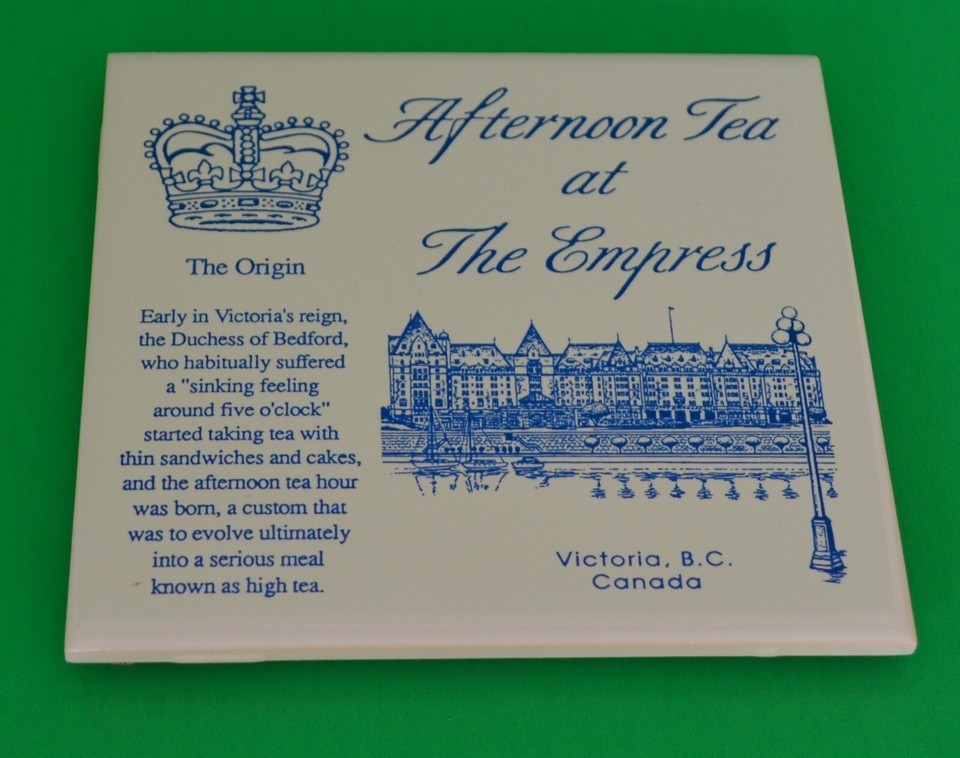 Afternoon Tea
at
The Empress
The Origin
Early in Victoria's reign,
the Duchess of Bedford,
who habitually suffered
a "sinking feeling
around five o'clock"
started taking tea with
thin sandwiches and cakes,
and the afternoon tea hour
was born, a custom that
was to evolve ultimately
into a serious meal
known as high tea.
Victoria, B.C.
Canada